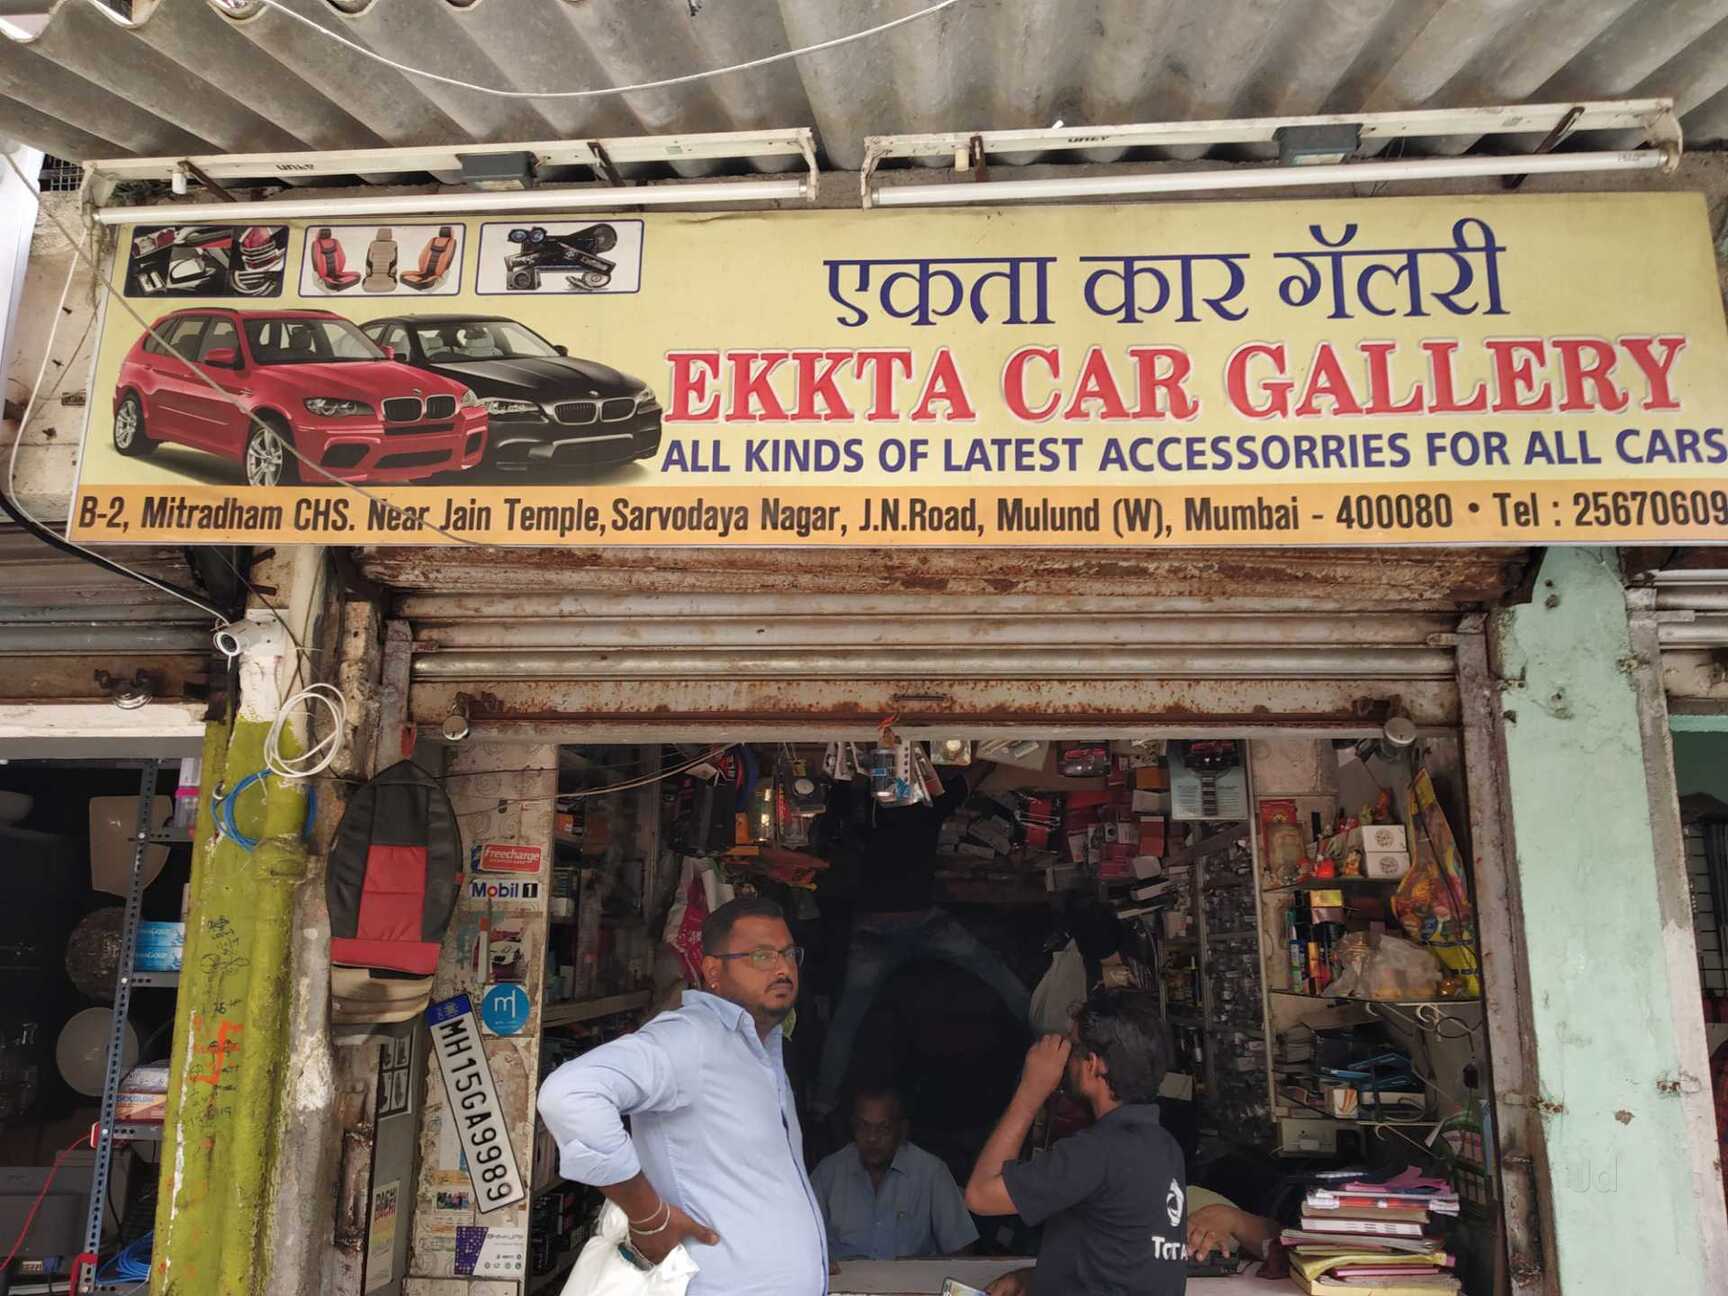 एकता कार गॅलरी
EKKTA CAR GALLERY
ALL KINDS OF LATEST ACCESSORRIES FOR ALL CARS
B-2, Mitradham CHS. Near Jain Temple, Sarvodaya Nagar, J.N.Road, Mulund (W), Mumbai - 400080 • Tel : 25670609
freecharge
Mobil 1
m
MH15GA9989
Jd